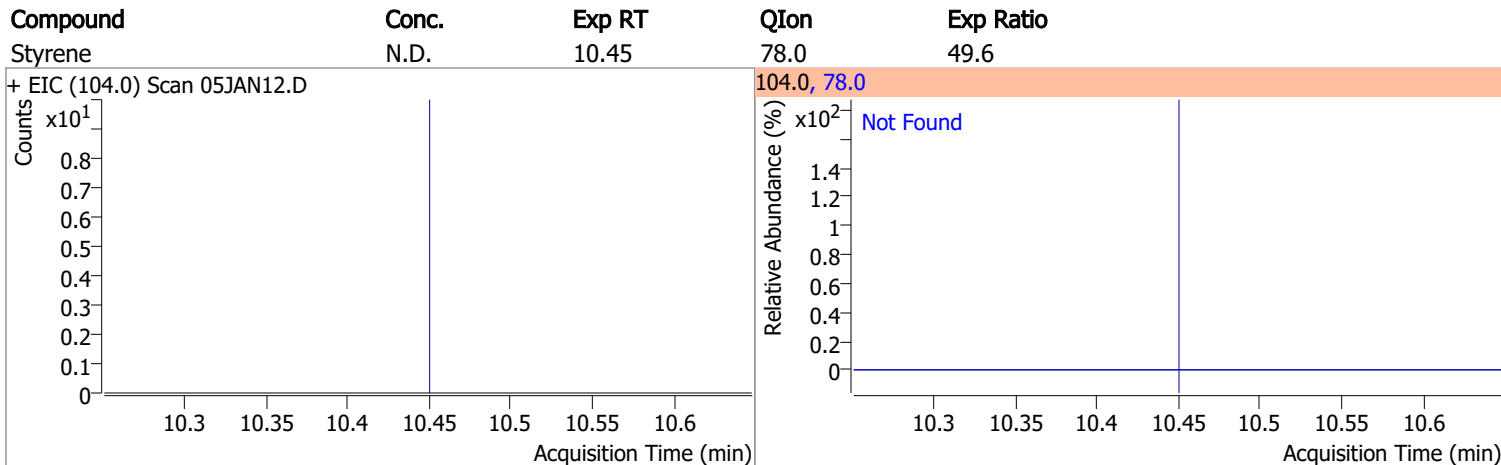 Compound Conc. Exp RT QIon Exp Ratio
Styrene N.D. 10.45 78.0 49.6
+ EIC (104.0) Scan 05JAN12.D
Counts
x10¹
0.8
0.7
0.6
0.5
0.4
0.3
0.2
0.1
0
10.3 10.35 10.4 10.45 10.5 10.55 10.6
Acquisition Time (min)
104.0, 78.0
Relative Abundance (%)
x10²
Not Found
1.4
1.2
1
0.8
0.6
0.4
0.2
0
10.3 10.35 10.4 10.45 10.5 10.55 10.6
Acquisition Time (min)